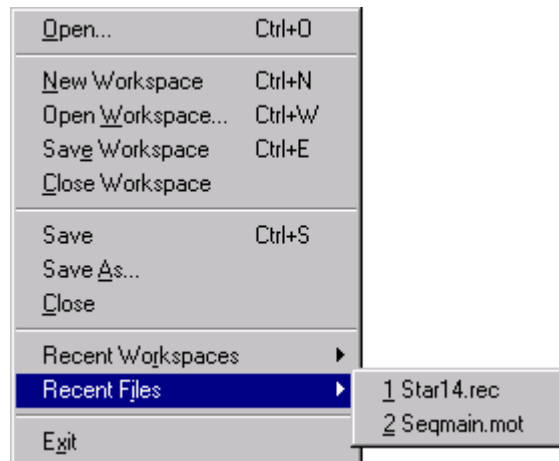 Open... Ctrl+O
New Workspace Ctrl+N
Open Workspace... Ctrl+W
Save Workspace Ctrl+E
Close Workspace
Save Ctrl+S
Save As...
Close
Recent Workspaces
Recent Files
1 Star14.rec
2 Seqmain.mot
Exit